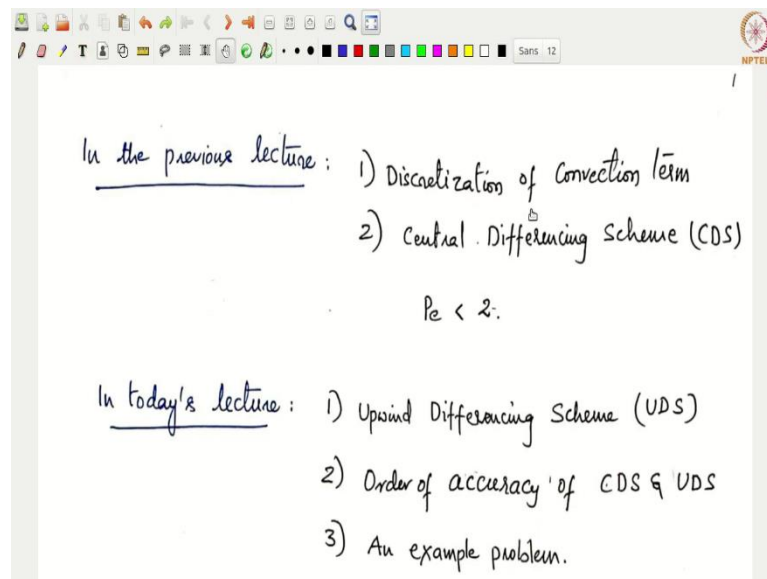 Sans 12
NPTEL
1
In the previous lecture : 1) Discretization of Convection Term
2) Central Differencing Scheme (CDS)
Pe < 2.
In today's lecture : 1) Upwind Differencing Scheme (UDS)
2) Order of accuracy of CDS & UDS
3) An example problem.